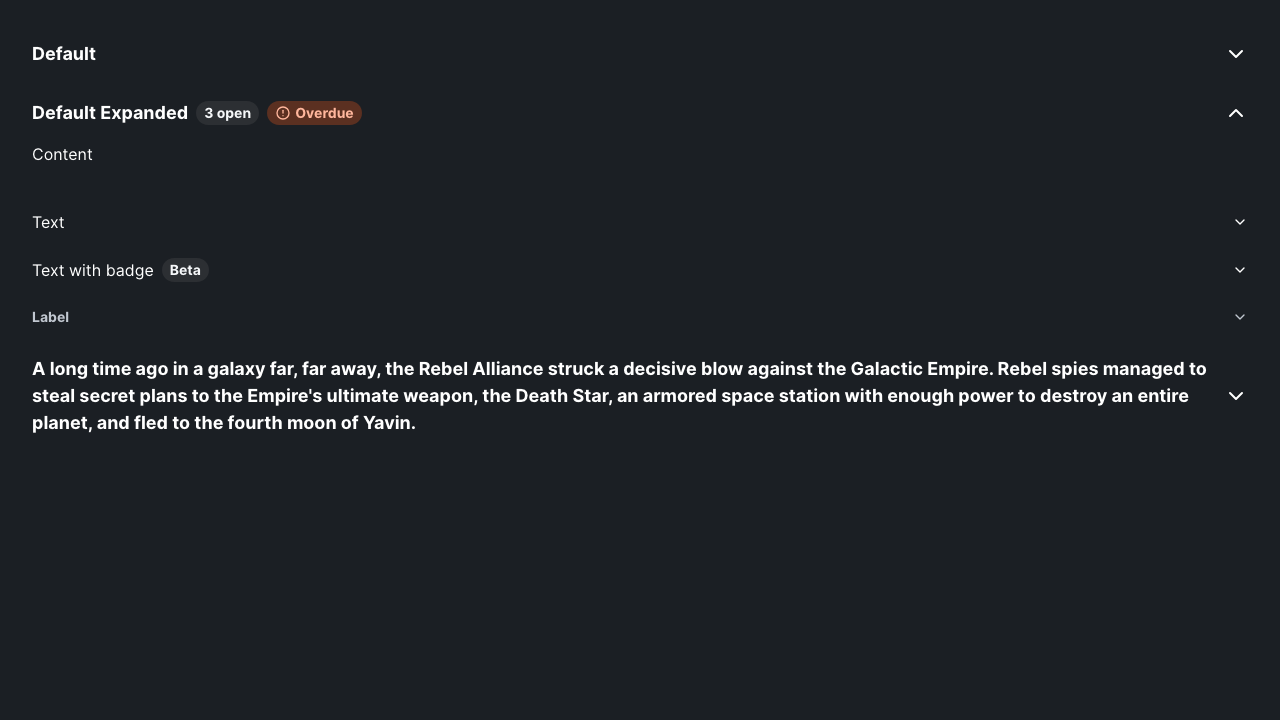 Default
Default Expanded 3 open Overdue
Content
Text
Text with badge Beta
Label
A long time ago in a galaxy far, far away, the Rebel Alliance struck a decisive blow against the Galactic Empire. Rebel spies managed to
steal secret plans to the Empire's ultimate weapon, the Death Star, an armored space station with enough power to destroy an entire
planet, and fled to the fourth moon of Yavin.